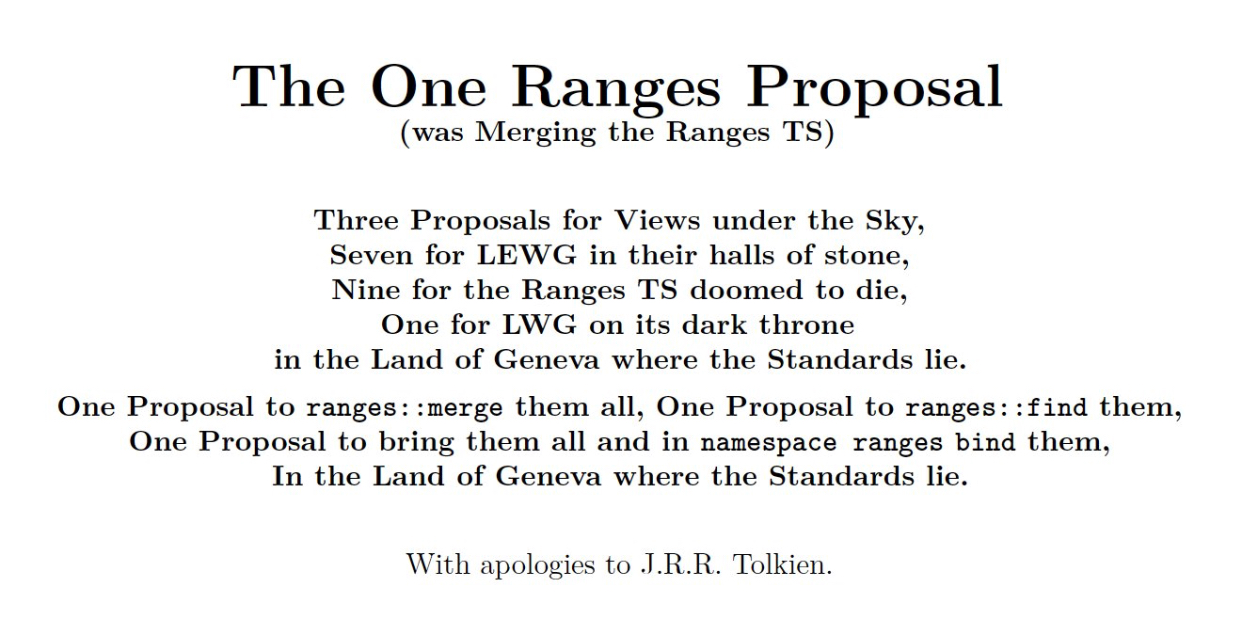 The One Ranges Proposal
(was Merging the Ranges TS)
Three Proposals for Views under the Sky,
Seven for LEWG in their halls of stone,
Nine for the Ranges TS doomed to die,
One for LWG on its dark throne
in the Land of Geneva where the Standards lie.
One Proposal to ranges::merge them all, One Proposal to ranges::find them,
One Proposal to bring them all and in namespace ranges bind them,
In the Land of Geneva where the Standards lie.
With apologies to J.R.R. Tolkien.